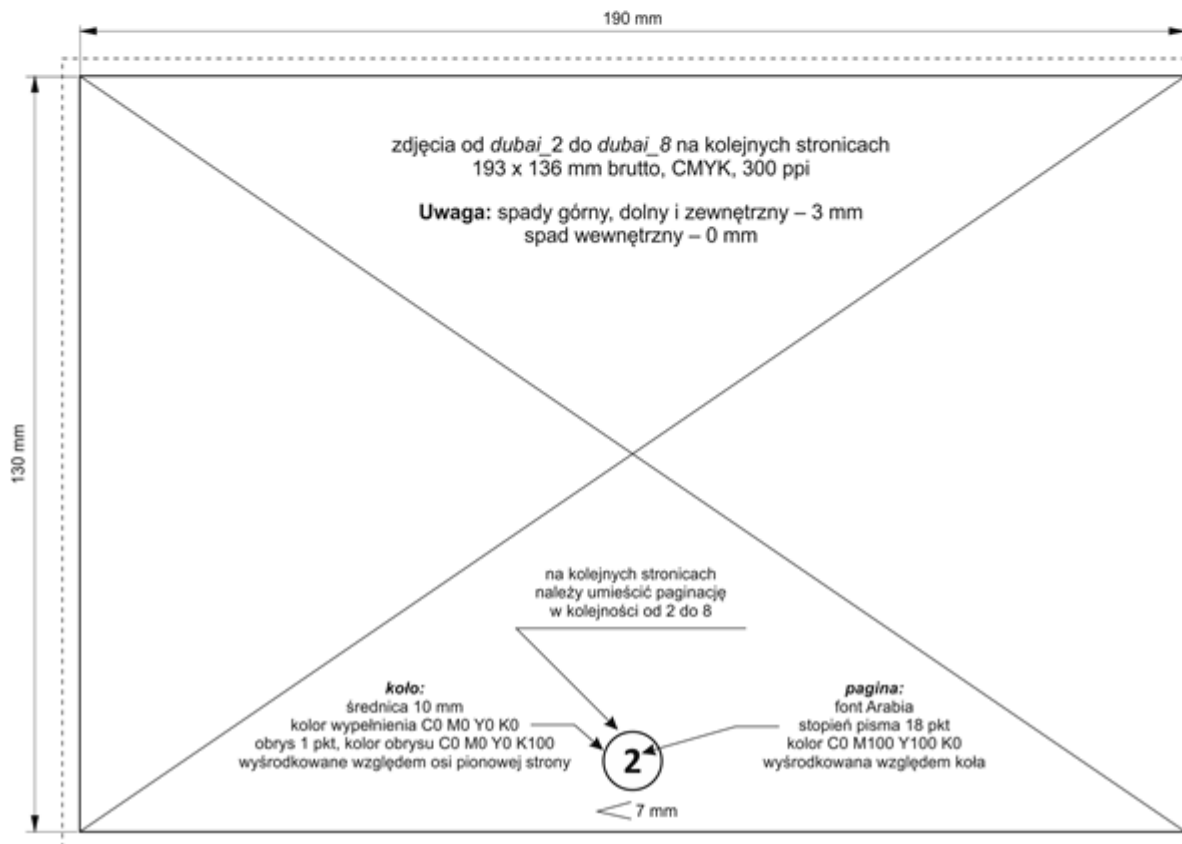 190 mm
zdjęcia od dubai_2 do dubai_8 na kolejnych stronicach
193 x 136 mm brutto, CMYK, 300 ppi
Uwaga: spady górny, dolny i zewnętrzny – 3 mm
spad wewnętrzny – 0 mm
130 mm
na kolejnych stronicach
należy umieścić paginację
w kolejności od 2 do 8
koło:
średnica 10 mm
kolor wypełnienia C0 M0 Y0 K0
obrys 1 pkt, kolor obrysu C0 M0 Y0 K100
wyśrodkowane względem osi pionowej strony
2
pagina:
font Arabia
stopień pisma 18 pkt
kolor C0 M100 Y100 K0
wyśrodkowana względem koła
7 mm